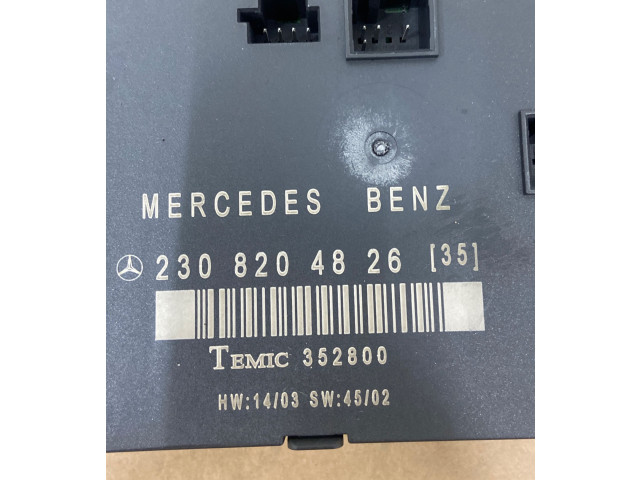 MERCEDES BENZ
230 820 48 26 [35]
TEMIC 352800
HW:14/03 SW:45/02